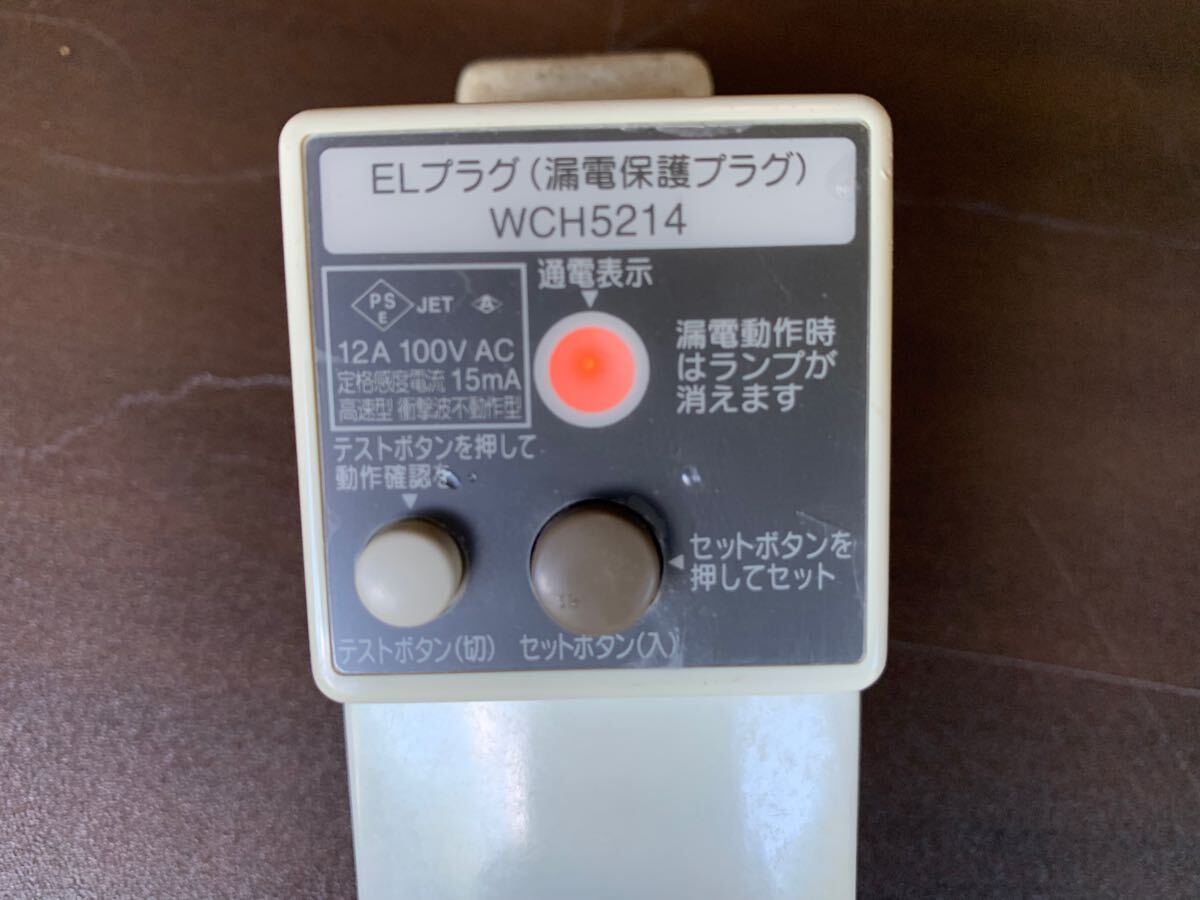 ELプラグ(漏電保護プラグ)
WCH5214
通電表示
PS
E
JET
12A 100V AC
定格感度電流 15mA
高速型 衝撃波不動作型
漏電動作時
はランプが
消えます
テストボタンを押して
動作確認を
セットボタンを
押してセット
テストボタン(切)
セットボタン(入)